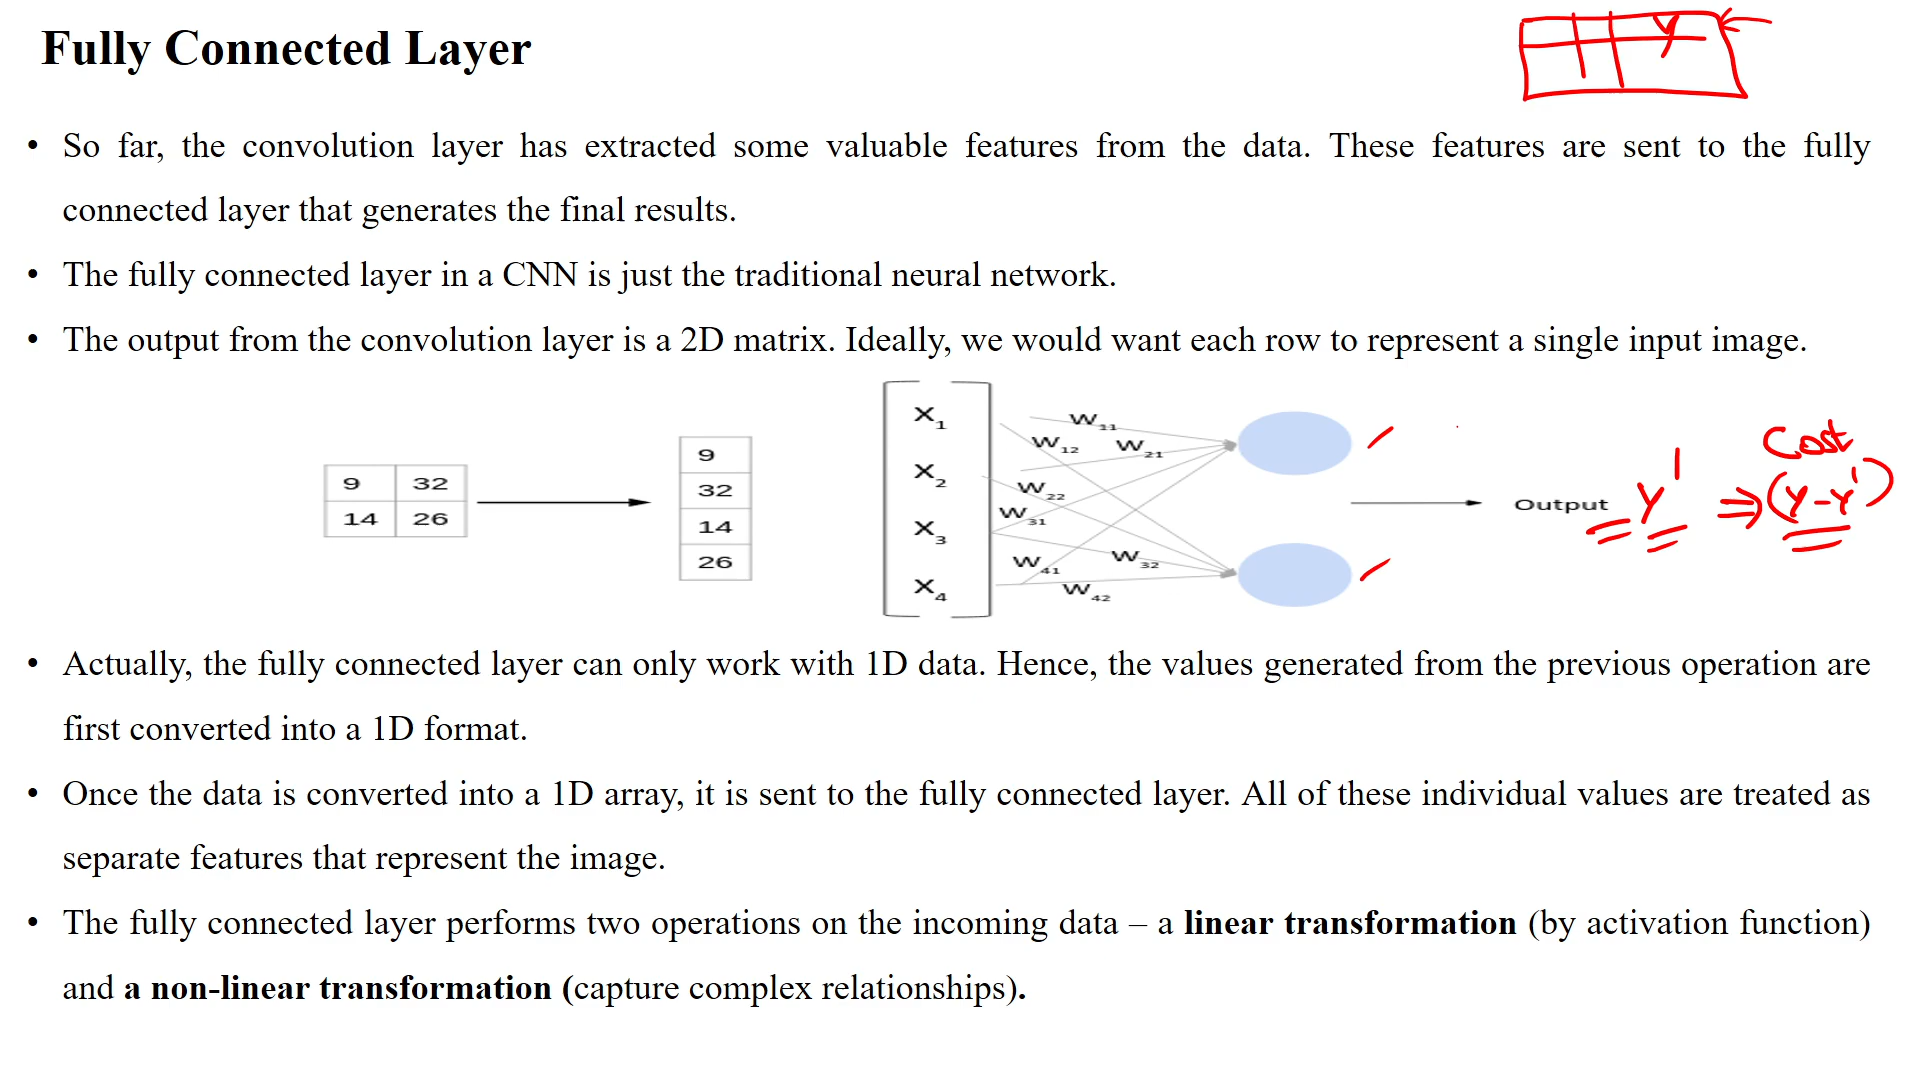 Fully Connected Layer
Y
• So far, the convolution layer has extracted some valuable features from the data. These features are sent to the fully
connected layer that generates the final results.
• The fully connected layer in a CNN is just the traditional neural network.
• The output from the convolution layer is a 2D matrix. Ideally, we would want each row to represent a single input image.
9 32
14 26
9
32
14
26
X1
X2
X3
X4
W11
W12 W21
W22
W31
W41 W32
W42
Output Y' ⇒ (Y-Y')
Cost
• Actually, the fully connected layer can only work with 1D data. Hence, the values generated from the previous operation are
first converted into a 1D format.
• Once the data is converted into a 1D array, it is sent to the fully connected layer. All of these individual values are treated as
separate features that represent the image.
• The fully connected layer performs two operations on the incoming data – a linear transformation (by activation function)
and a non-linear transformation (capture complex relationships).